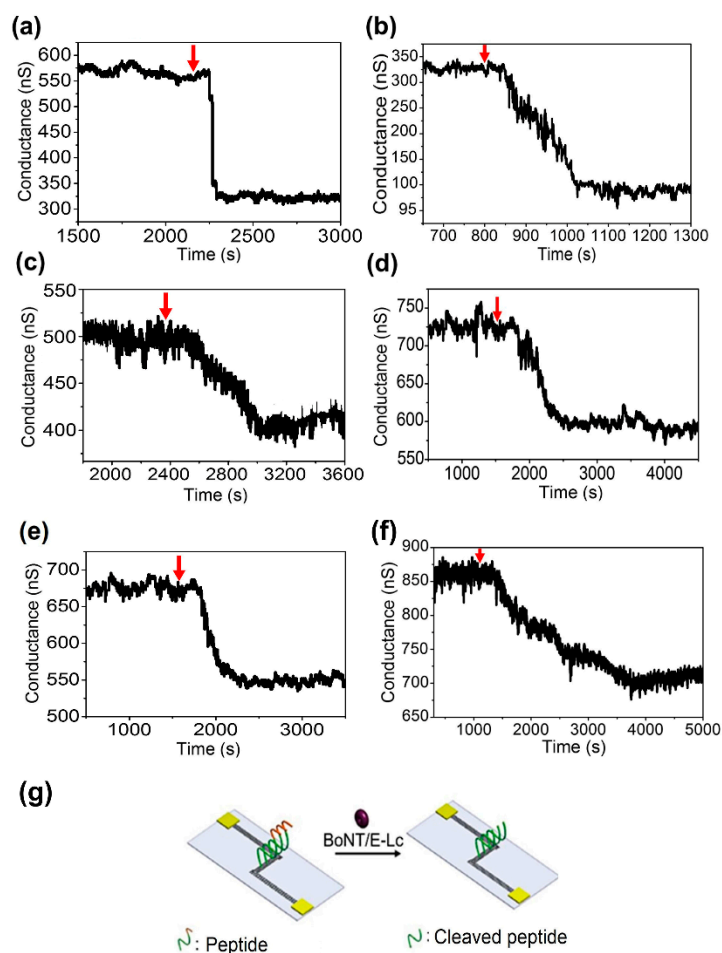 (a)
600
550
500
450
400
350
300
Conductance (nS)
1500 2000 2500 3000
Time (s)
(b)
350
300
250
200
150
100
95
Conductance (nS)
800 900 1000 1100 1200 1300
Time (s)
(c)
550
500
450
400
Conductance (nS)
2000 2400 2800 3200 3600
Time (s)
(d)
750
700
650
600
550
Conductance (nS)
1000 2000 3000 4000
Time (s)
(e)
700
650
600
550
500
Conductance (nS)
1000 2000 3000
Time (s)
(f)
900
850
800
750
700
650
Conductance (nS)
1000 2000 3000 4000 5000
Time (s)
(g)
BoNT/E-Lc
: Peptide
: Cleaved peptide